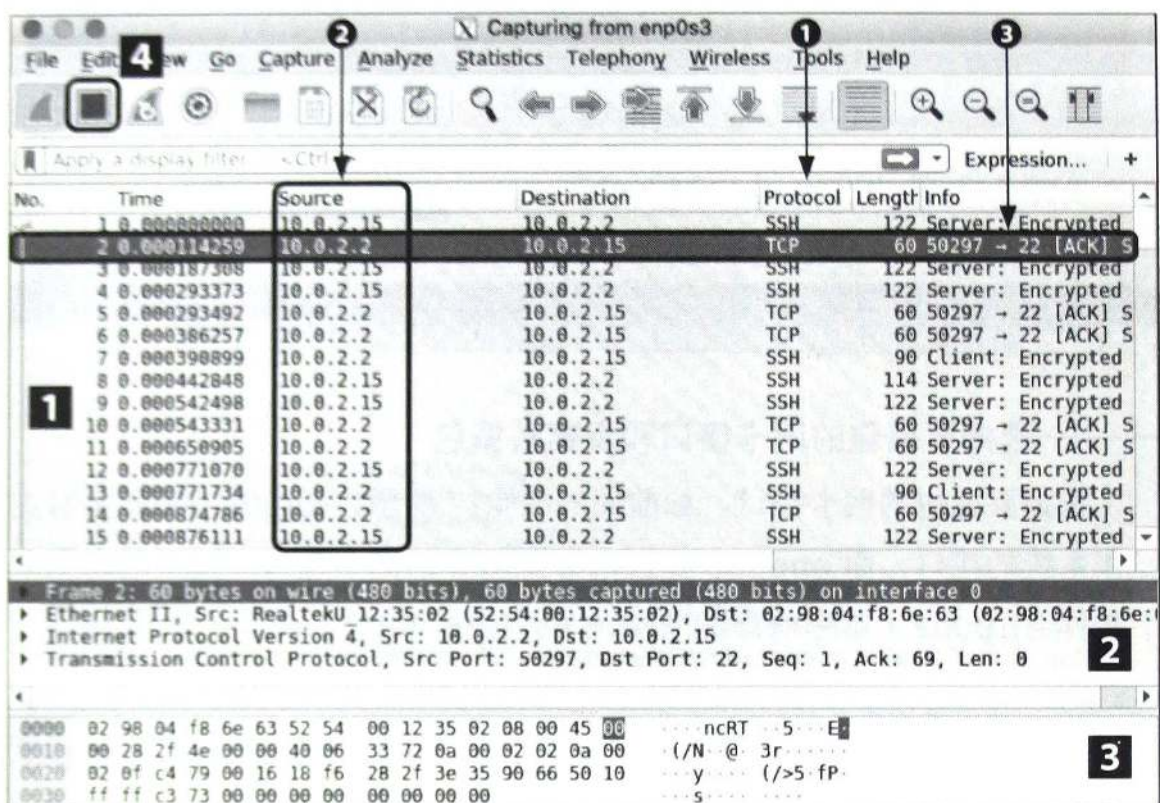 2 Capturing from enp0s3 1 3
File Edit 4 ew Go Capture Analyze Statistics Telephony Wireless Tools Help
Apply a display filter ... <Ctrl Expression... +
No. Time Source Destination Protocol Length Info
1 0.000000000 10.0.2.15 10.0.2.2 SSH 122 Server: Encrypted
2 0.000114259 10.0.2.2 10.0.2.15 TCP 60 50297 → 22 [ACK] S
3 0.000187308 10.0.2.15 10.0.2.2 SSH 122 Server: Encrypted
4 0.000293373 10.0.2.15 10.0.2.2 SSH 122 Server: Encrypted
5 0.000293492 10.0.2.2 10.0.2.15 TCP 60 50297 → 22 [ACK] S
6 0.000386257 10.0.2.2 10.0.2.15 TCP 60 50297 → 22 [ACK] S
7 0.000390899 10.0.2.2 10.0.2.15 SSH 90 Client: Encrypted
8 0.000442848 10.0.2.15 10.0.2.2 SSH 114 Server: Encrypted
9 0.000542498 10.0.2.15 10.0.2.2 SSH 122 Server: Encrypted
1
10 0.000543331 10.0.2.2 10.0.2.15 TCP 60 50297 → 22 [ACK] S
11 0.000650905 10.0.2.2 10.0.2.15 TCP 60 50297 → 22 [ACK] S
12 0.000771070 10.0.2.15 10.0.2.2 SSH 122 Server: Encrypted
13 0.000771734 10.0.2.2 10.0.2.15 SSH 90 Client: Encrypted
14 0.000874786 10.0.2.2 10.0.2.15 TCP 60 50297 → 22 [ACK] S
15 0.000876111 10.0.2.15 10.0.2.2 SSH 122 Server: Encrypted
Frame 2: 60 bytes on wire (480 bits), 60 bytes captured (480 bits) on interface 0
Ethernet II, Src: RealtekU_12:35:02 (52:54:00:12:35:02), Dst: 02:98:04:f8:6e:63 (02:98:04:f8:6e:
Internet Protocol Version 4, Src: 10.0.2.2, Dst: 10.0.2.15
Transmission Control Protocol, Src Port: 50297, Dst Port: 22, Seq: 1, Ack: 69, Len: 0
2
0000 02 98 04 f8 6e 63 52 54 00 12 35 02 08 00 45 00 ····ncRT ··5···E·
0010 00 28 2f 4e 00 00 40 06 33 72 0a 00 02 02 0a 00 ·(/N··@· 3r······
0020 02 0f c4 79 00 16 18 f6 28 2f 3e 35 90 66 50 10 ···y···· (/>5·fP·
0030 ff ff c3 73 00 00 00 00 00 00 00 00 ···s···· ····
3